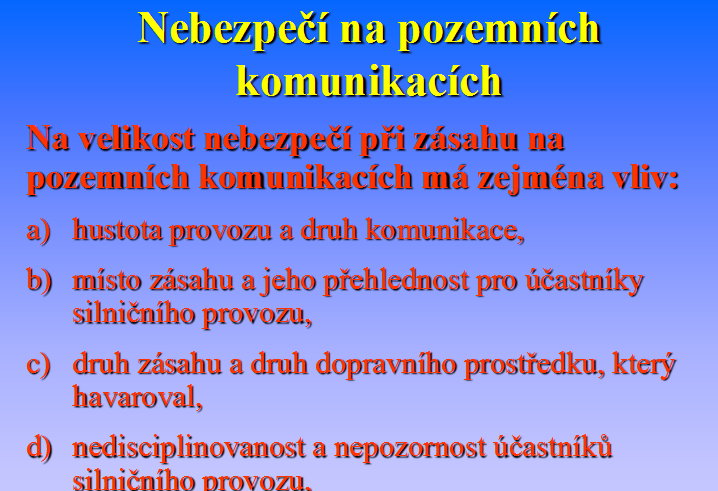 Nebezpečí na pozemních
komunikacích
Na velikost nebezpečí při zásahu na
pozemních komunikacích má zejména vliv:
a) hustota provozu a druh komunikace,
b) místo zásahu a jeho přehlednost pro účastníky
silničního provozu,
c) druh zásahu a druh dopravního prostředku, který
havaroval,
d) nedisciplinovanost a nepozornost účastníků
silničního provozu,